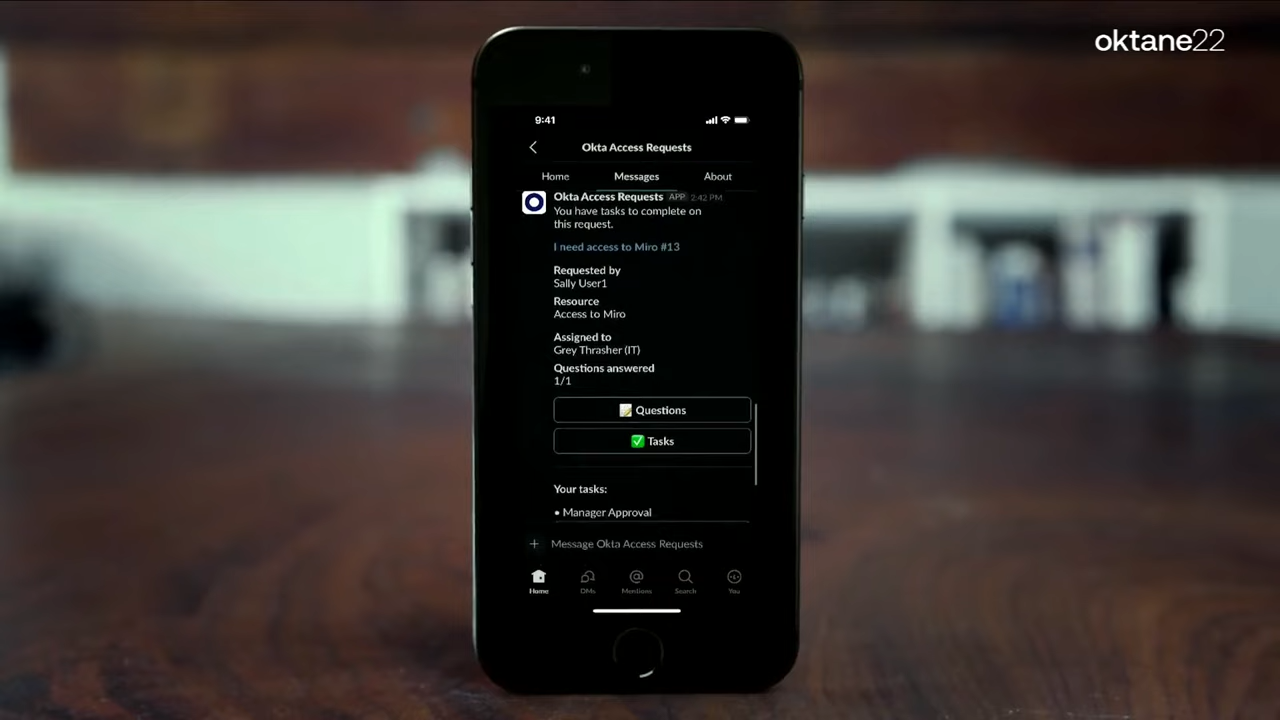 oktane22
9:41
Okta Access Requests
Home Messages About
Okta Access Requests APP 2:42 PM
You have tasks to complete on
this request.
I need access to Miro #13
Requested by
Sally User1
Resource
Access to Miro
Assigned to
Grey Thrasher (IT)
Questions answered
1/1
Questions
Tasks
Your tasks:
• Manager Approval
+ Message Okta Access Requests
Home DMs Mentions Search You